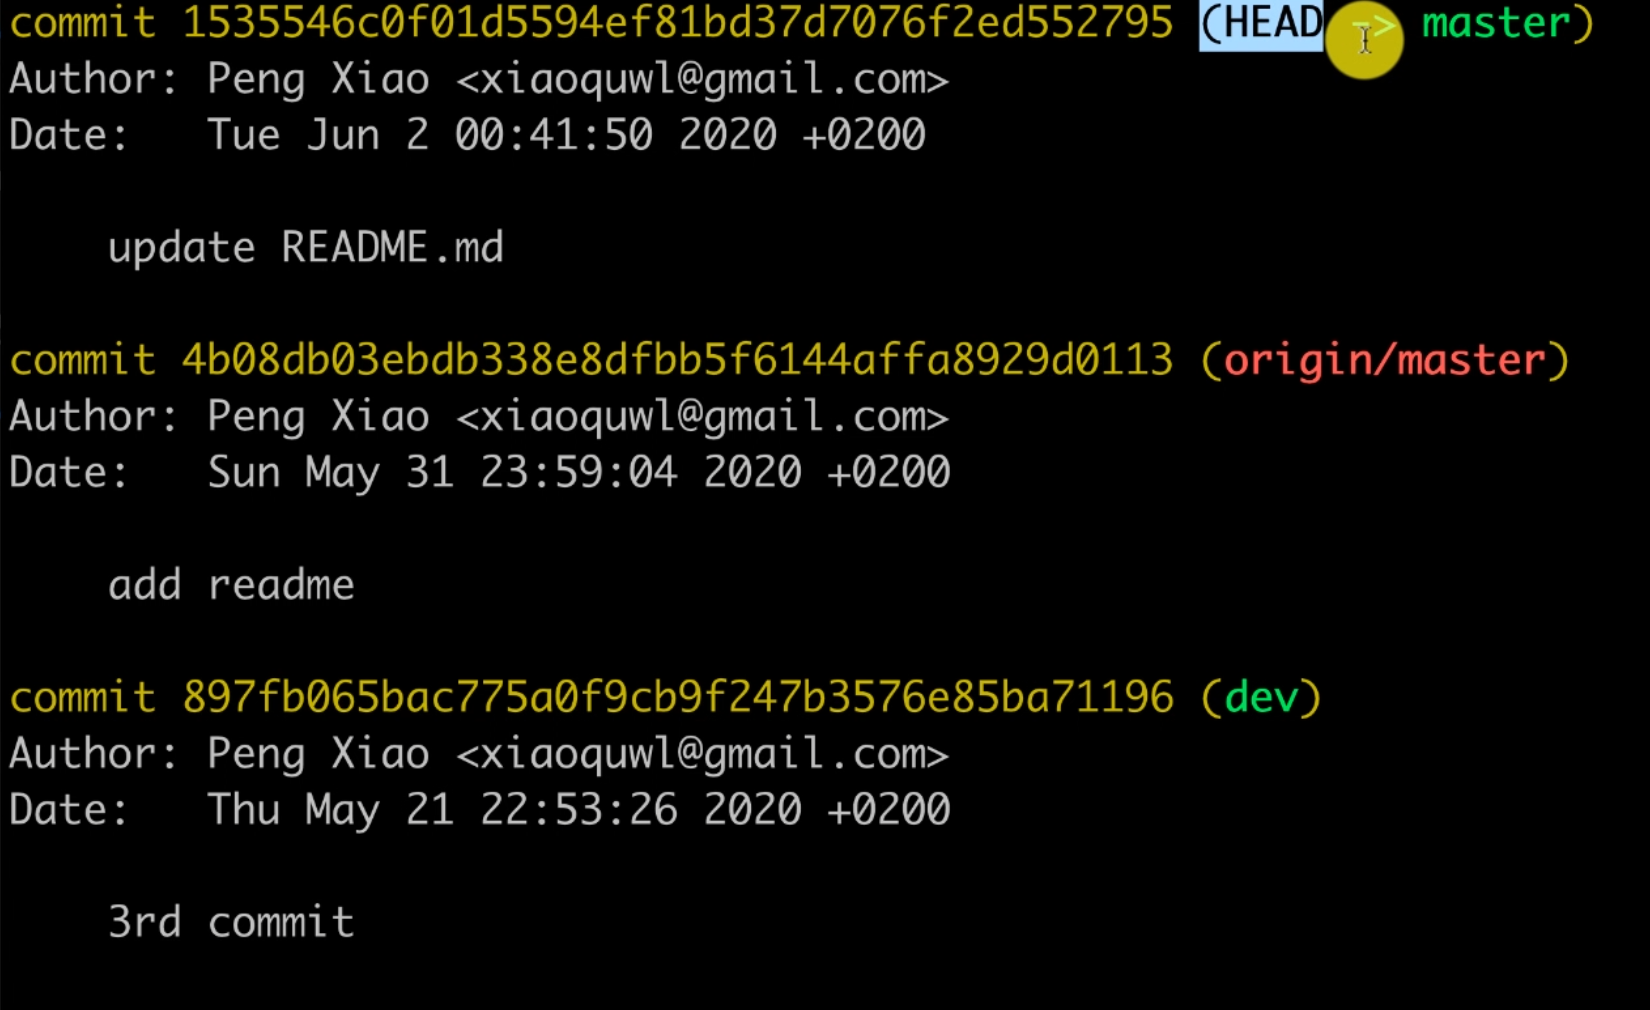 commit 1535546c0f01d5594ef81bd37d7076f2ed552795 (HEAD -> master)
Author: Peng Xiao <xiaoquwl@gmail.com>
Date:   Tue Jun 2 00:41:50 2020 +0200
update README.md
commit 4b08db03ebdb338e8dfbb5f6144affa8929d0113 (origin/master)
Author: Peng Xiao <xiaoquwl@gmail.com>
Date:   Sun May 31 23:59:04 2020 +0200
add readme
commit 897fb065bac775a0f9cb9f247b3576e85ba71196 (dev)
Author: Peng Xiao <xiaoquwl@gmail.com>
Date:   Thu May 21 22:53:26 2020 +0200
3rd commit